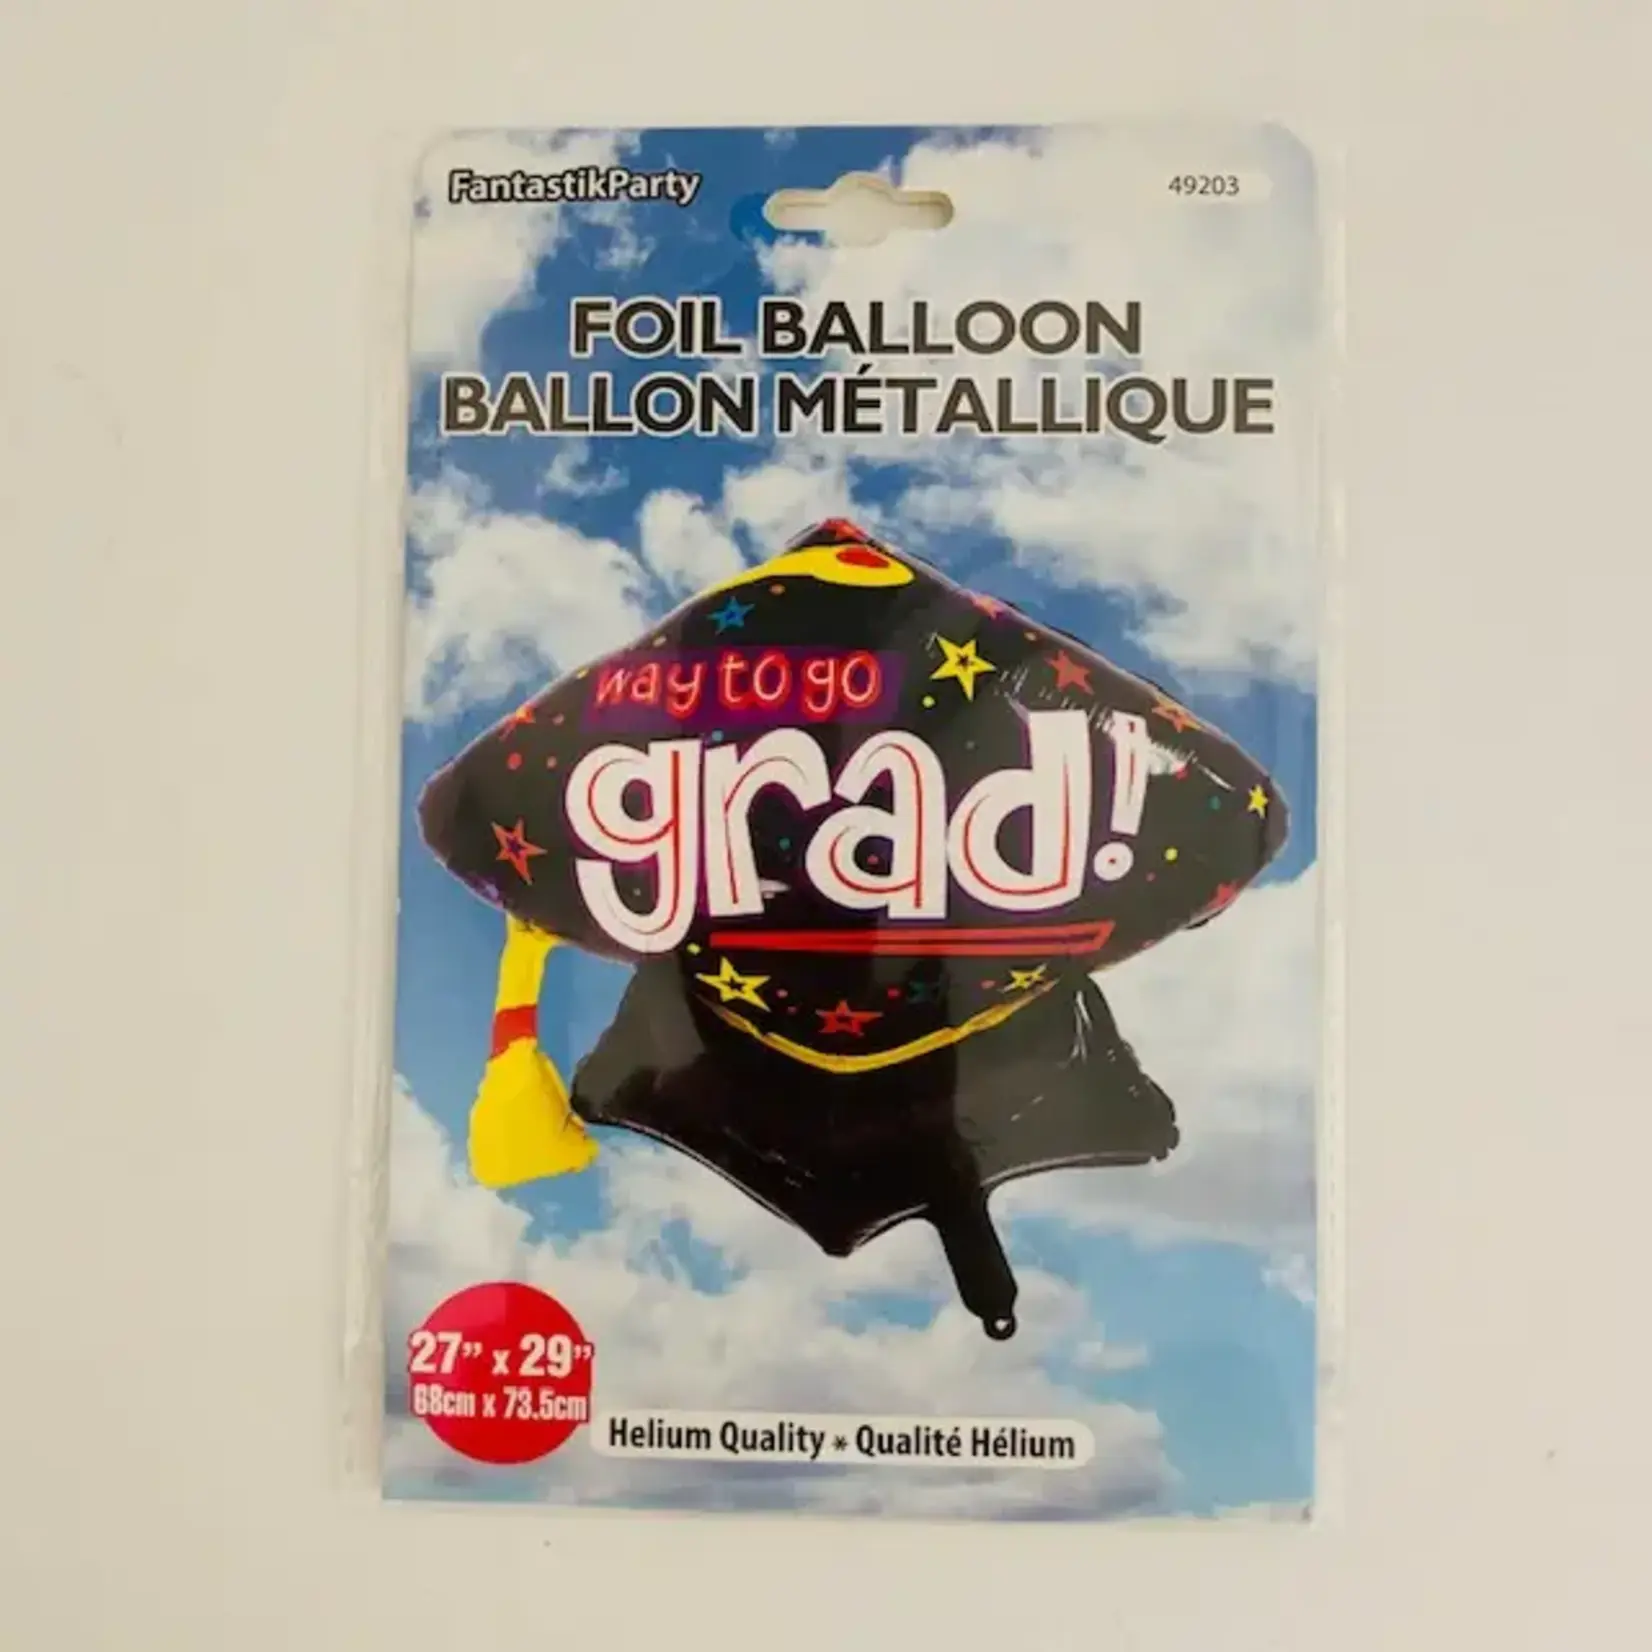 FantastikParty
49203
FOIL BALLOON
BALLON MÉTALLIQUE
way to go
grad!
27” x 29”
68cm x 73.5cm
Helium Quality * Qualité Hélium